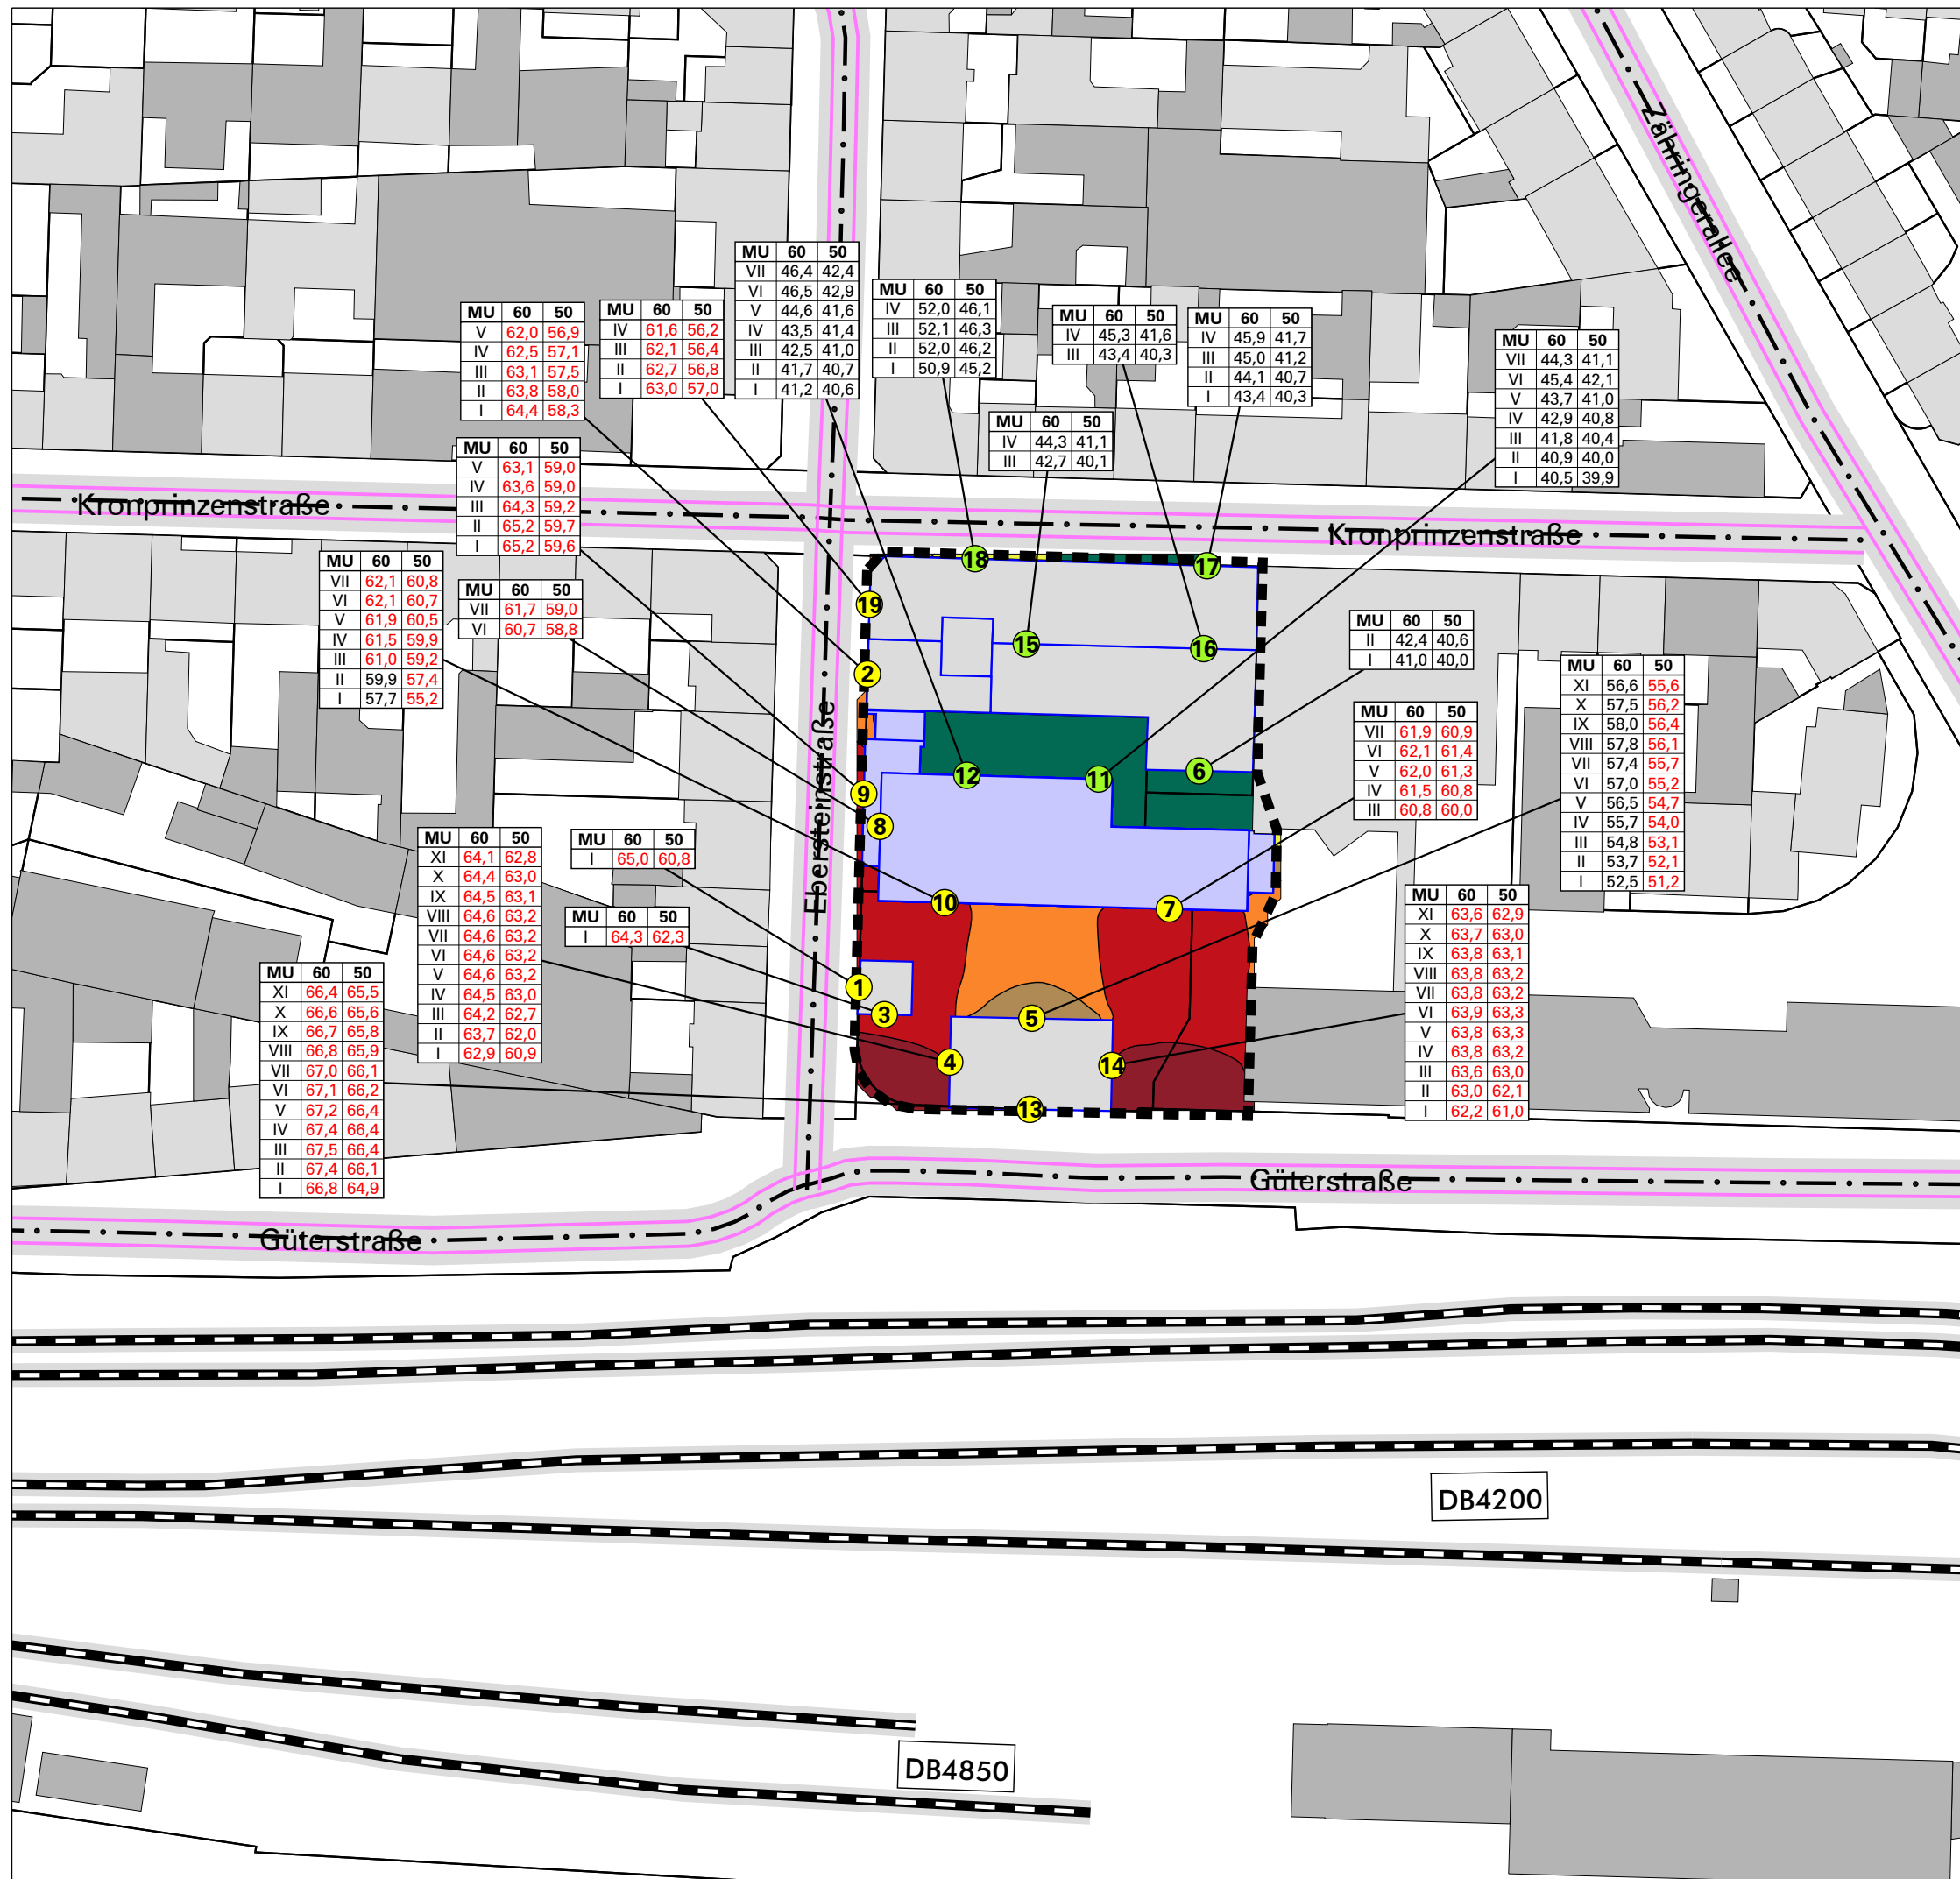 Zähringerallee
MU 60 50
VII 46,4 42,4
VI 46,5 42,9
V 44,6 41,6
IV 43,5 41,4
III 42,5 41,0
II 41,7 40,7
I 41,2 40,6
MU 60 50
IV 52,0 46,1
III 52,1 46,3
II 52,0 46,2
I 50,9 45,2
MU 60 50
V 62,0 56,9
IV 62,5 57,1
III 63,1 57,5
II 63,8 58,0
I 64,4 58,3
MU 60 50
IV 61,6 56,2
III 62,1 56,4
II 62,7 56,8
I 63,0 57,0
MU 60 50
IV 45,3 41,6
III 43,4 40,3
MU 60 50
IV 45,9 41,7
III 45,0 41,2
II 44,1 40,7
I 43,4 40,3
MU 60 50
VII 44,3 41,1
VI 45,4 42,1
V 43,7 41,0
IV 42,9 40,8
III 41,8 40,4
II 40,9 40,0
I 40,5 39,9
MU 60 50
IV 44,3 41,1
III 42,7 40,1
MU 60 50
V 63,1 59,0
IV 63,6 59,0
III 64,3 59,2
II 65,2 59,7
I 65,2 59,6
Kronprinzenstraße
Kronprinzenstraße
MU 60 50
VII 62,1 60,8
VI 62,1 60,7
V 61,9 60,5
IV 61,5 59,9
III 61,0 59,2
II 59,9 57,4
I 57,7 55,2
MU 60 50
VII 61,7 59,0
VI 60,7 58,8
18
17
19
15
16
2
12
11
6
9
8
10
7
1
3
5
4
14
13
Ebersteinstraße
MU 60 50
II 42,4 40,6
I 41,0 40,0
MU 60 50
XI 56,6 55,6
X 57,5 56,2
IX 58,0 56,4
VIII 57,8 56,1
VII 57,4 55,7
VI 57,0 55,2
V 56,5 54,7
IV 55,7 54,0
III 54,8 53,1
II 53,7 52,1
I 52,5 51,2
MU 60 50
VII 61,9 60,9
VI 62,1 61,4
V 62,0 61,3
IV 61,5 60,8
III 60,8 60,0
MU 60 50
XI 64,1 62,8
X 64,4 63,0
IX 64,5 63,1
VIII 64,6 63,2
VII 64,6 63,2
VI 64,6 63,2
V 64,6 63,2
IV 64,5 63,0
III 64,2 62,7
II 63,7 62,0
I 62,9 60,9
MU 60 50
I 65,0 60,8
MU 60 50
I 64,3 62,3
MU 60 50
XI 63,6 62,9
X 63,7 63,0
IX 63,8 63,1
VIII 63,8 63,2
VII 63,8 63,2
VI 63,9 63,3
V 63,8 63,3
IV 63,8 63,2
III 63,6 63,0
II 63,0 62,1
I 62,2 61,0
MU 60 50
XI 66,4 65,5
X 66,6 65,6
IX 66,7 65,8
VIII 66,8 65,9
VII 67,0 66,1
VI 67,1 66,2
V 67,2 66,4
IV 67,4 66,4
III 67,5 66,4
II 67,4 66,1
I 66,8 64,9
Güterstraße
Güterstraße
DB4200
DB4850